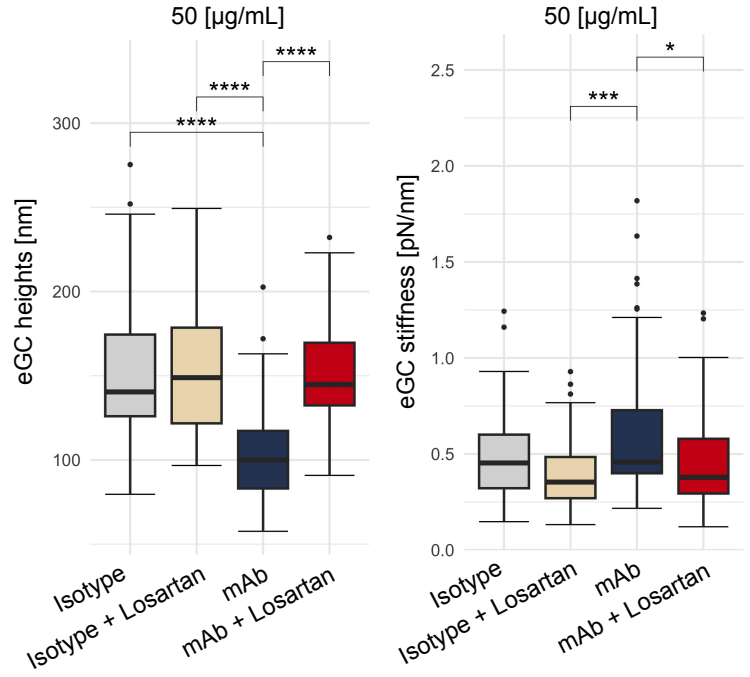 50 [µg/mL]
eGC heights [nm]
300
200
100
****
****
****
Isotype
Isotype + Losartan
mAb
mAb + Losartan
50 [µg/mL]
eGC stiffness [pN/nm]
2.5
2.0
1.5
1.0
0.5
0.0
*
***
Isotype
Isotype + Losartan
mAb
mAb + Losartan